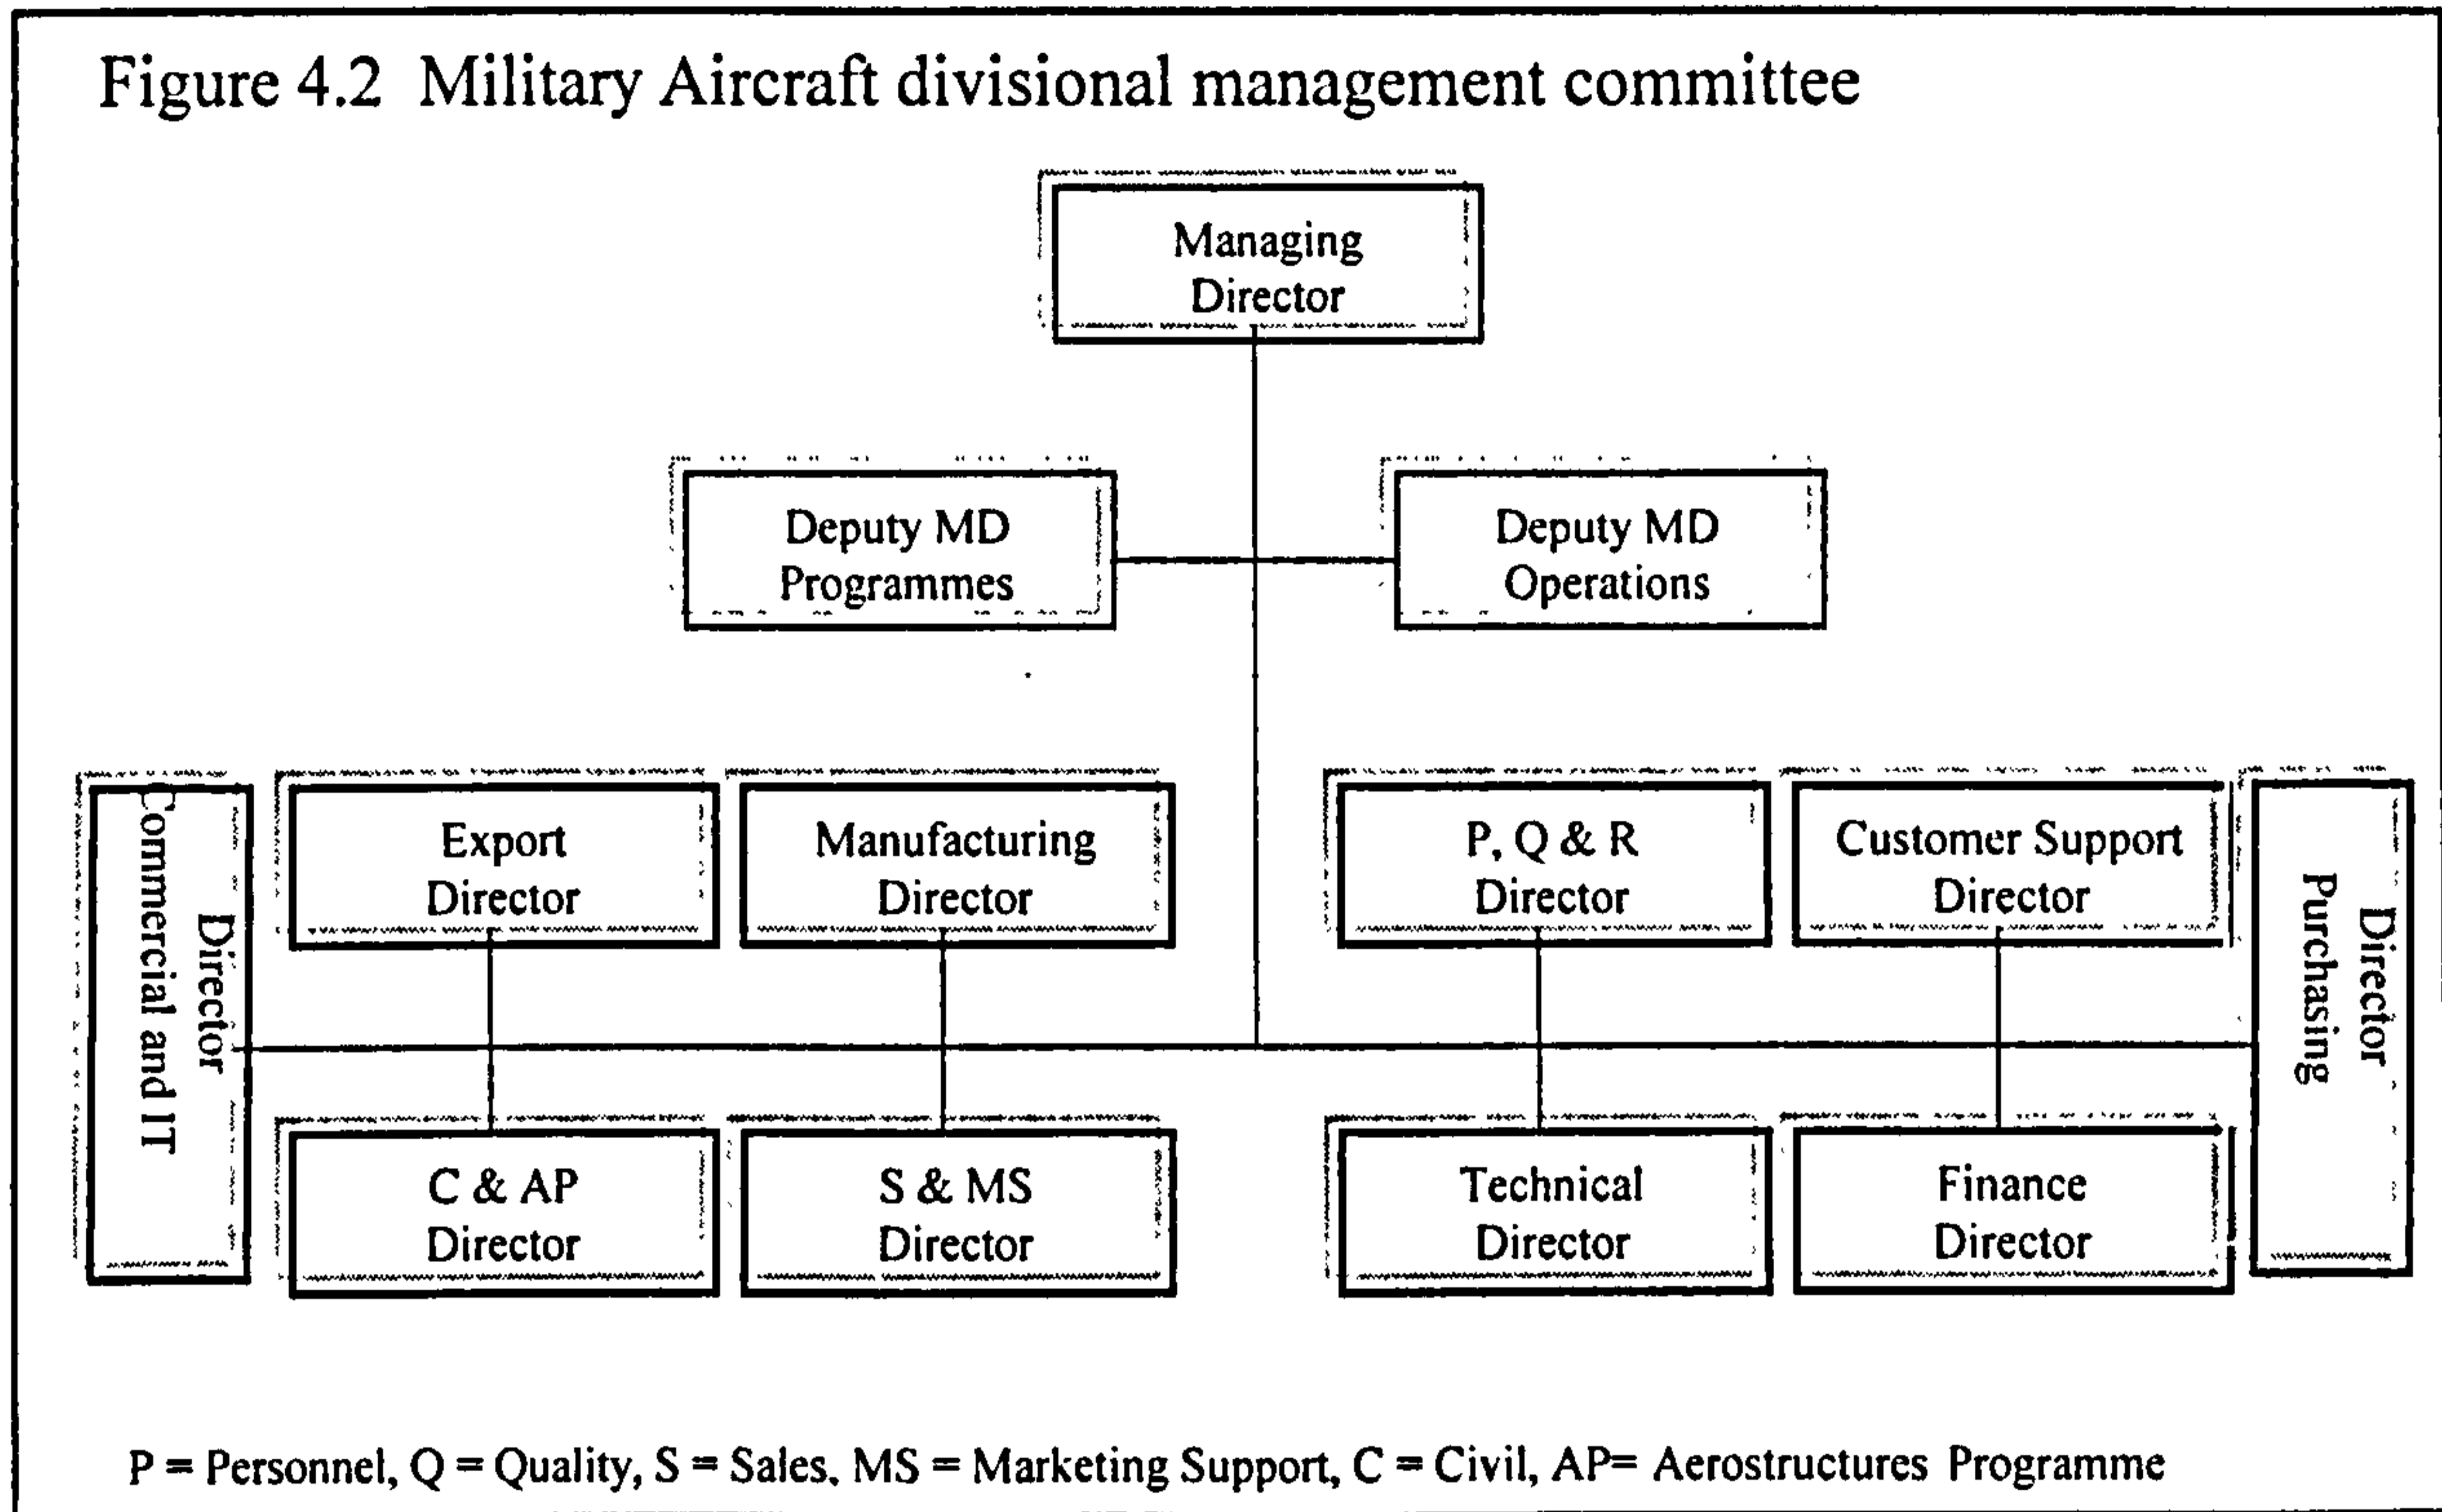 Figure 4.2 Military Aircraft divisional management committee
Managing
Director
Deputy MD
Programmes
Deputy MD
Operations
Director
Commercial and IT
Export
Director
Manufacturing
Director
P, Q & R
Director
Customer Support
Director
Director
Purchasing
C & AP
Director
S & MS
Director
Technical
Director
Finance
Director
P = Personnel, Q = Quality, S = Sales, MS = Marketing Support, C = Civil, AP= Aerostructures Programme